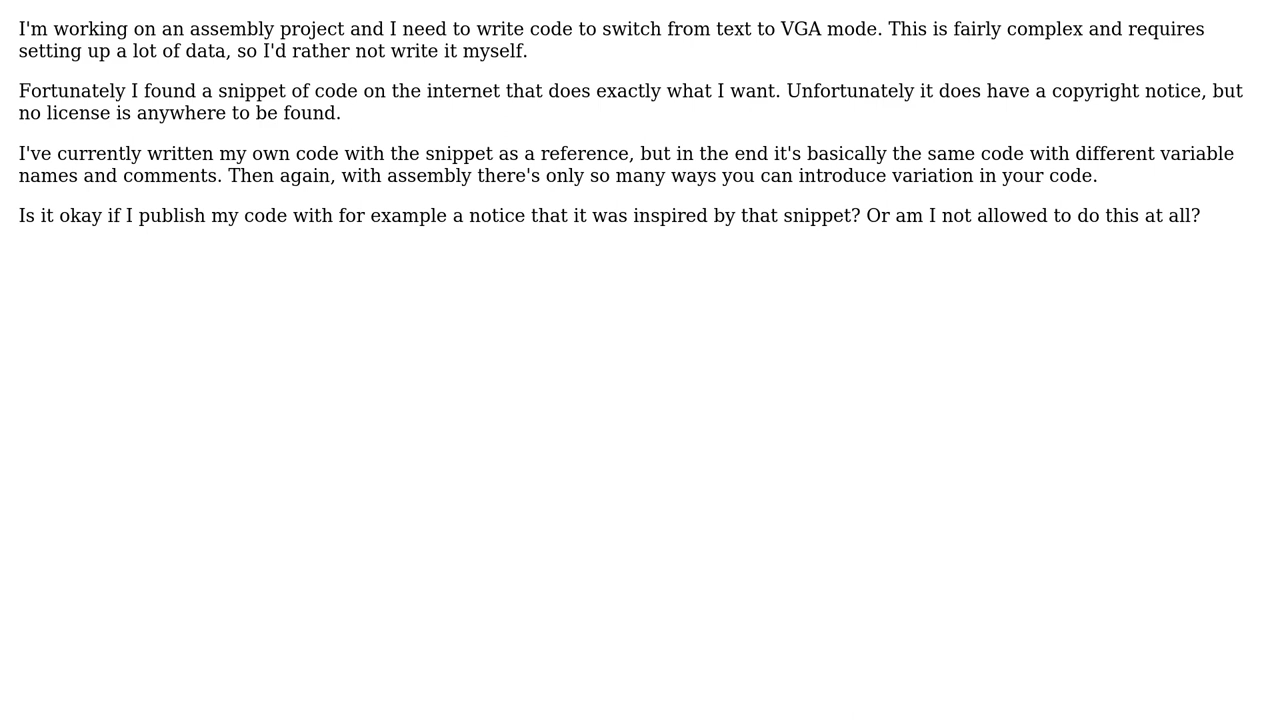 I'm working on an assembly project and I need to write code to switch from text to VGA mode. This is fairly complex and requires
setting up a lot of data, so I'd rather not write it myself.
Fortunately I found a snippet of code on the internet that does exactly what I want. Unfortunately it does have a copyright notice, but
no license is anywhere to be found.
I've currently written my own code with the snippet as a reference, but in the end it's basically the same code with different variable
names and comments. Then again, with assembly there's only so many ways you can introduce variation in your code.
Is it okay if I publish my code with for example a notice that it was inspired by that snippet? Or am I not allowed to do this at all?